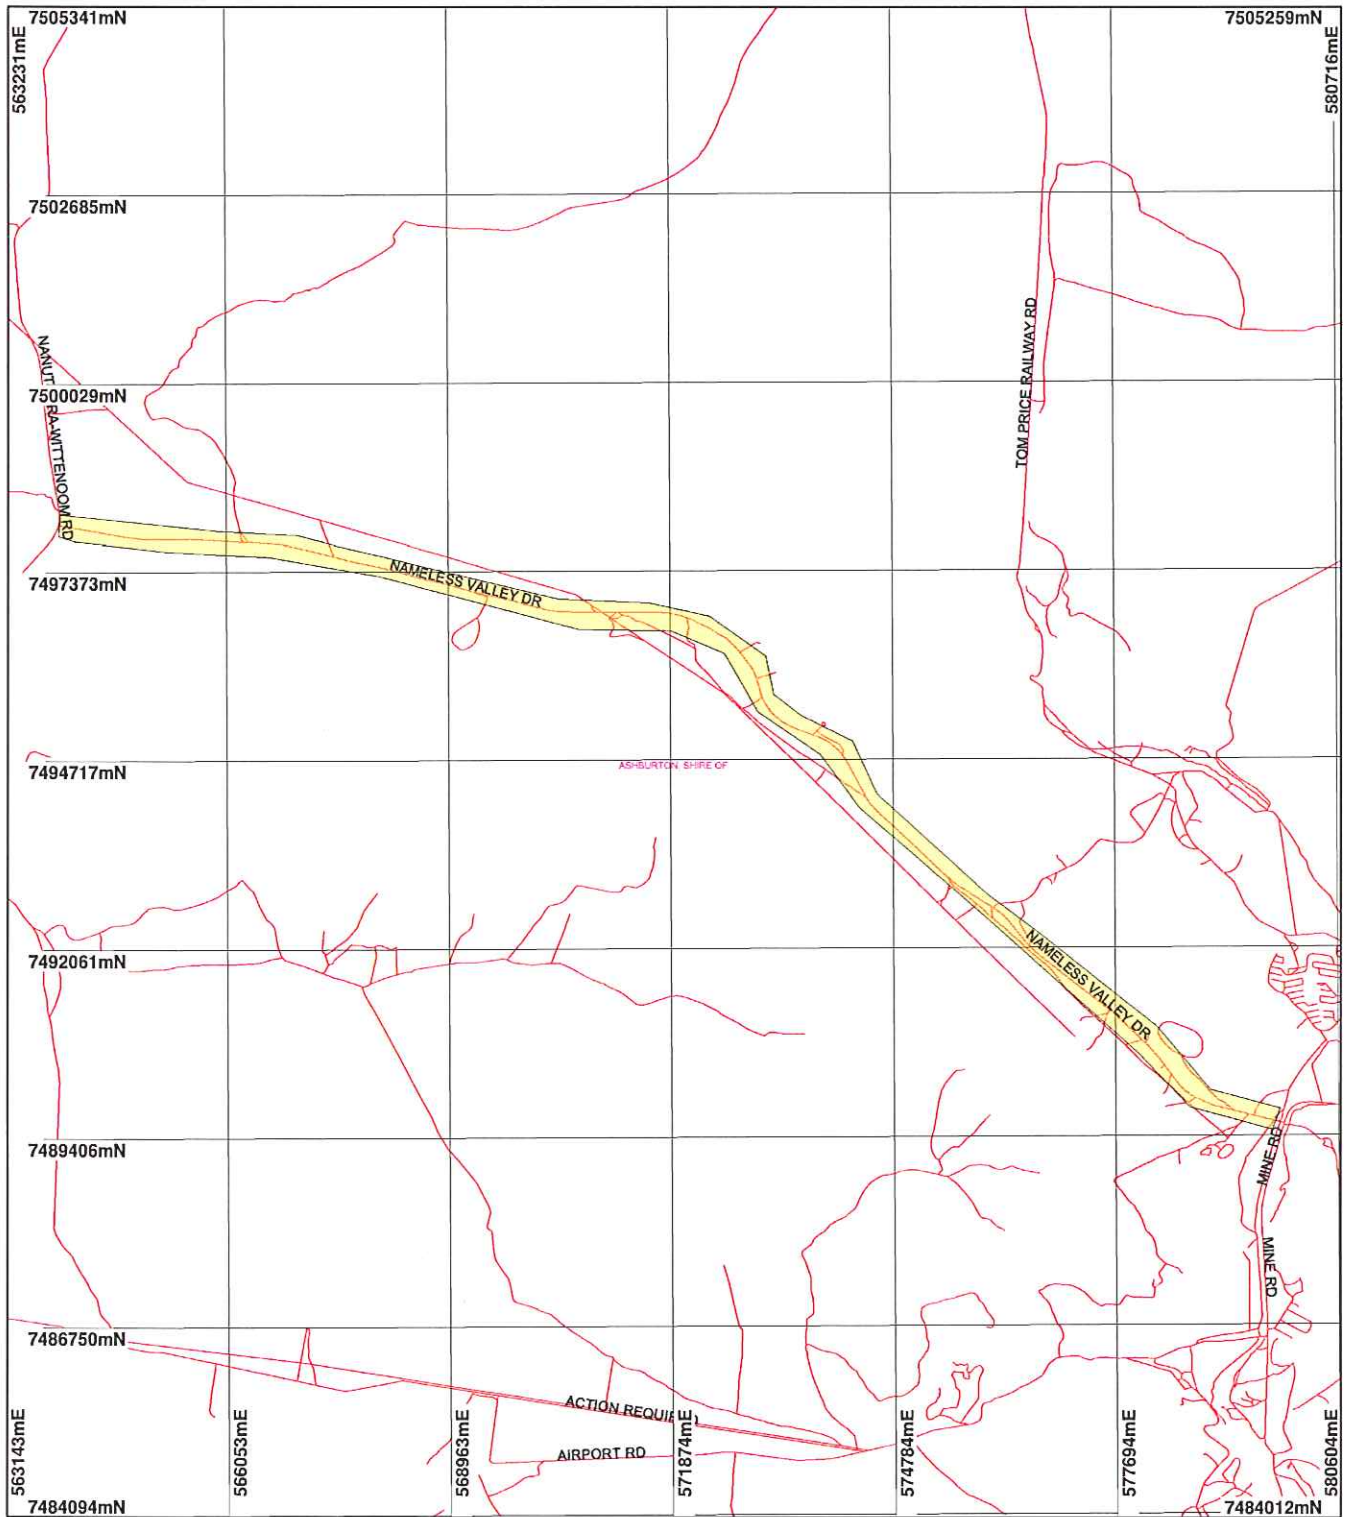 7505341mN
7505259mN
563231mE
580716mE
7502685mN
TOM PRICE RAILWAY RD
NANUT RA-WITTENOOM RD
7500029mN
7497373mN
NAMELESS VALLEY DR
7494717mN
ASHBURTON, SHIRE OF
7492061mN
NAMELESS VALLEY DR
7489406mN
MINE RD
MINE RD
7486750mN
ACTION REQUI
AIRPORT RD
563143mE
566053mE
568963mE
571874mE
574784mE
577694mE
580604mE
7484094mN
7484012mN